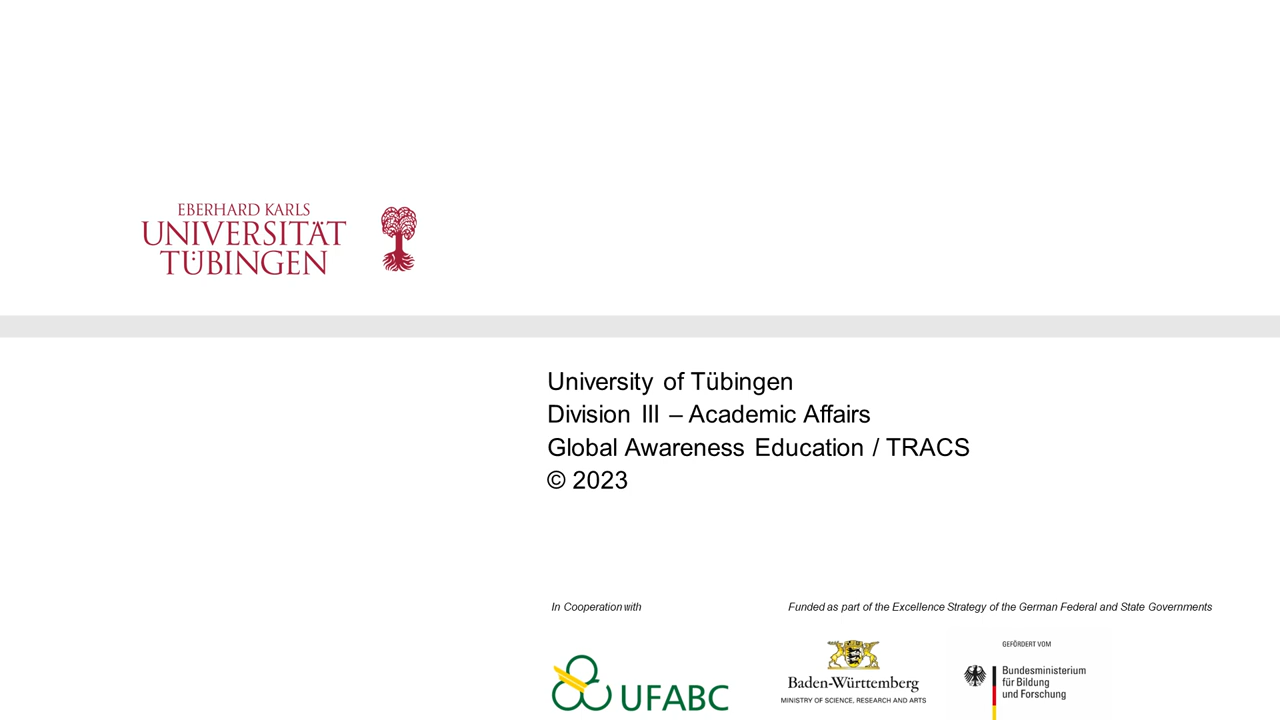 EBERHARD KARLS
UNIVERSITÄT
TÜBINGEN
University of Tübingen
Division III – Academic Affairs
Global Awareness Education / TRACS
© 2023
In Cooperation with
Funded as part of the Excellence Strategy of the German Federal and State Governments
UFABC
Baden-Württemberg
MINISTRY OF SCIENCE, RESEARCH AND ARTS
GEFÖRDERT VOM
Bundesministerium
für Bildung
und Forschung